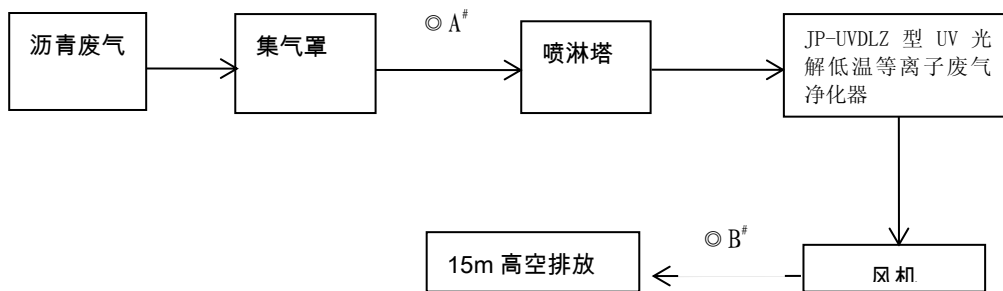 沥青废气
集气罩
◎A#
喷淋塔
JP-UVDLZ 型 UV 光
解低温等离子废气
净化器
15m 高空排放
◎B#
风机